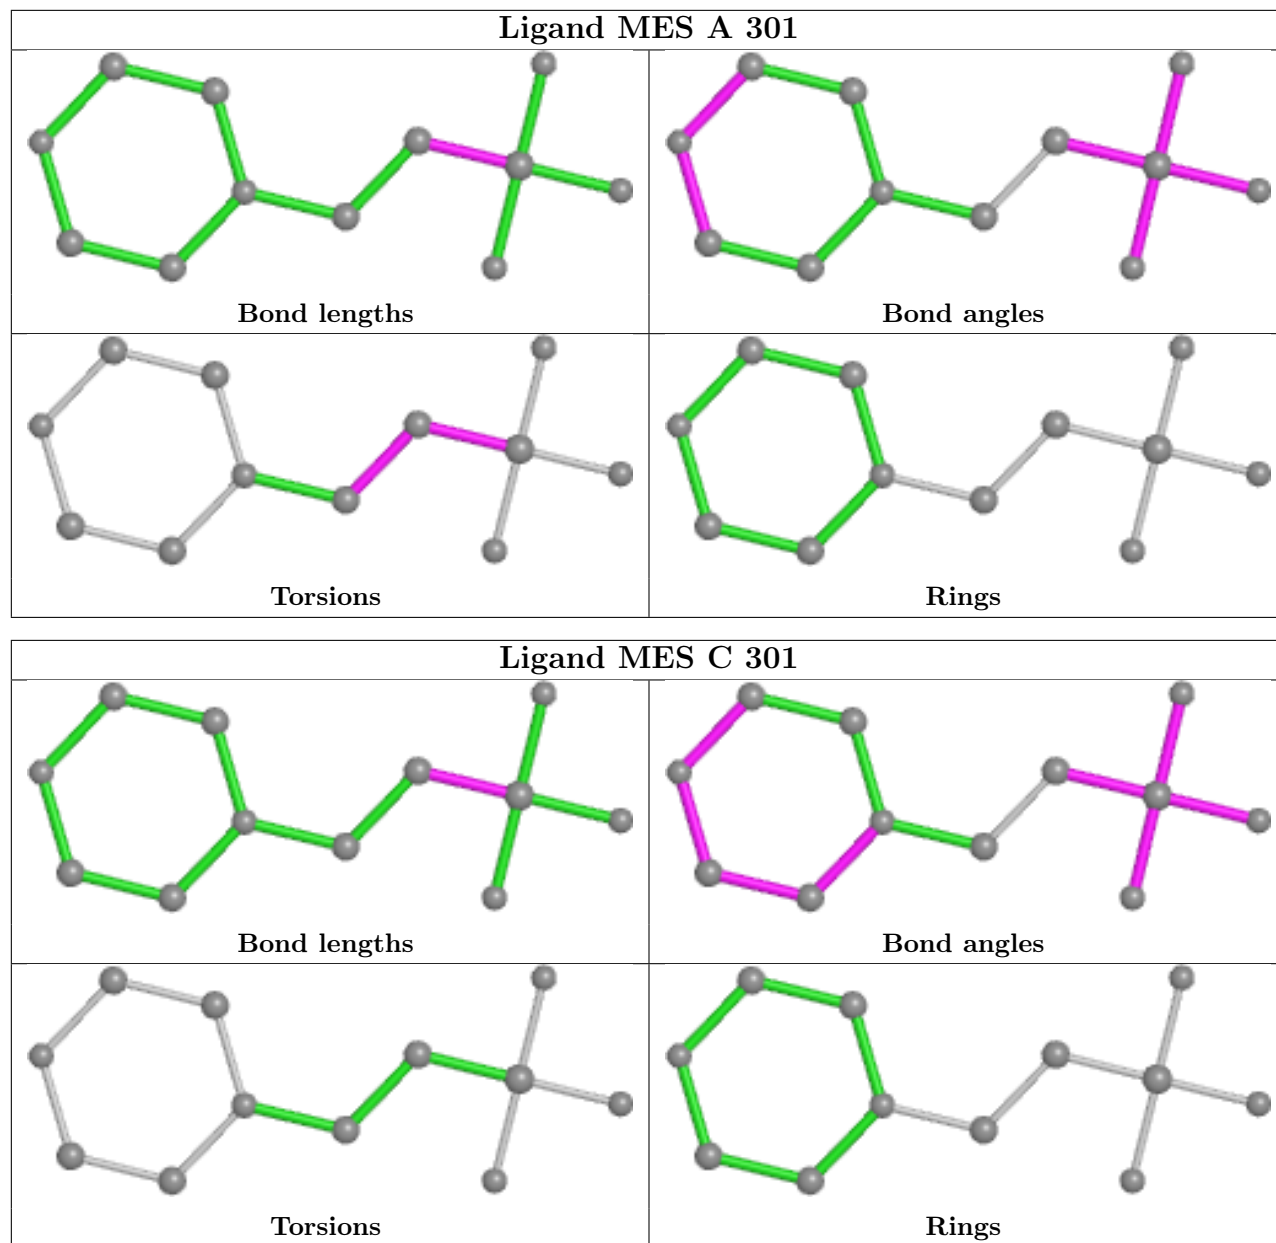 Ligand MES A 301
Bond lengths
Bond angles
Torsions
Rings
Ligand MES C 301
Bond lengths
Bond angles
Torsions
Rings